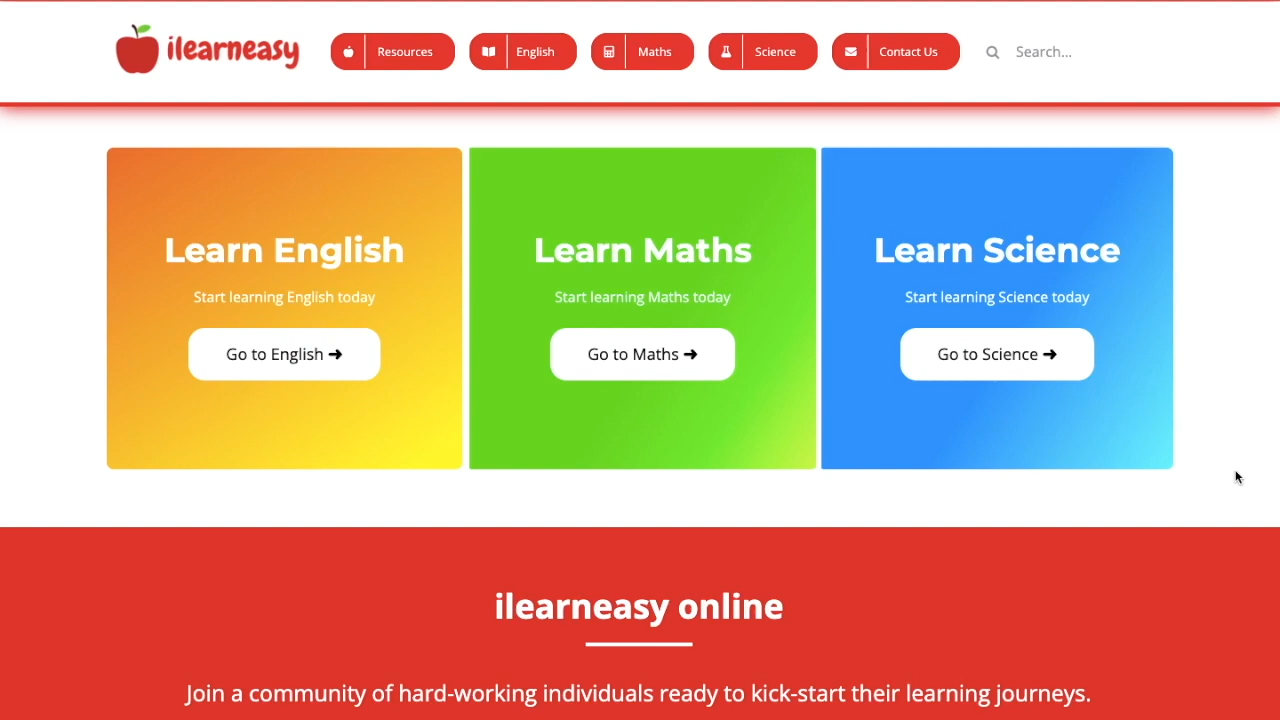 ilearneasy
Resources
English
Maths
Science
Contact Us
Search...
Learn English
Start learning English today
Go to English ➜
Learn Maths
Start learning Maths today
Go to Maths ➜
Learn Science
Start learning Science today
Go to Science ➜
ilearneasy online
Join a community of hard-working individuals ready to kick-start their learning journeys.